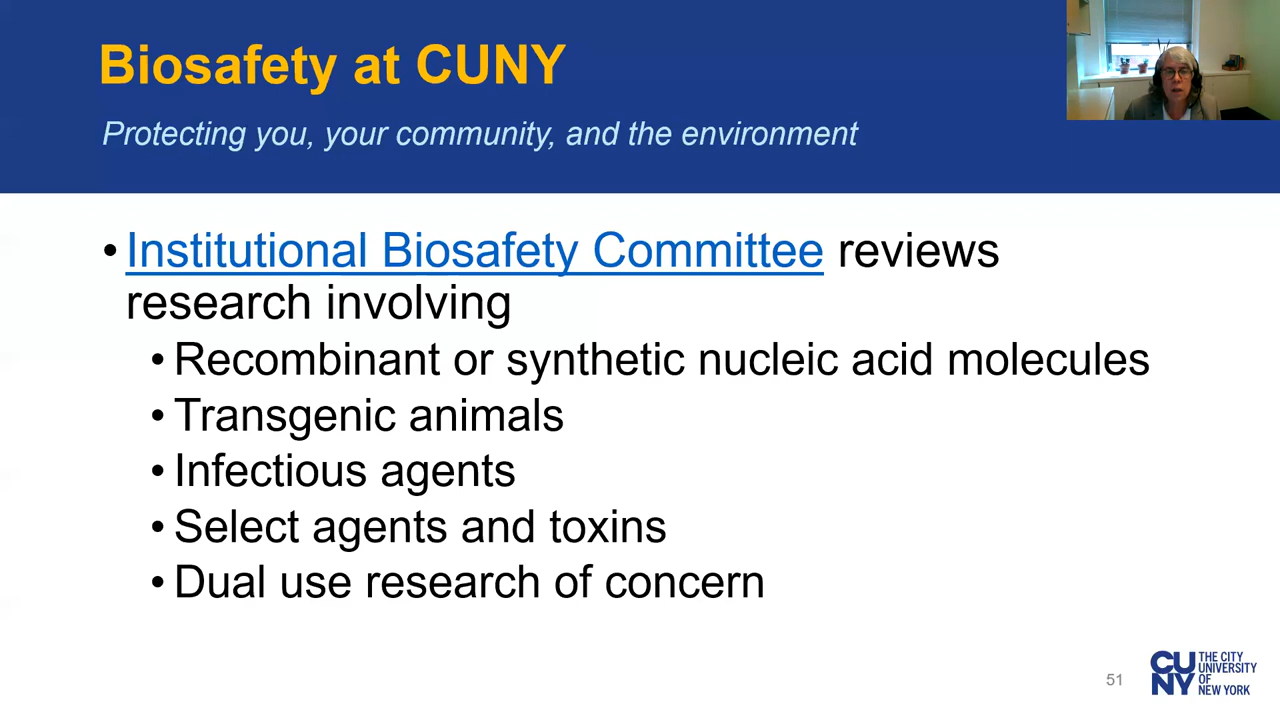 Biosafety at CUNY
Protecting you, your community, and the environment
• Institutional Biosafety Committee reviews
research involving
• Recombinant or synthetic nucleic acid molecules
• Transgenic animals
• Infectious agents
• Select agents and toxins
• Dual use research of concern
51
CU
NY
THE CITY
UNIVERSITY
OF
NEW YORK